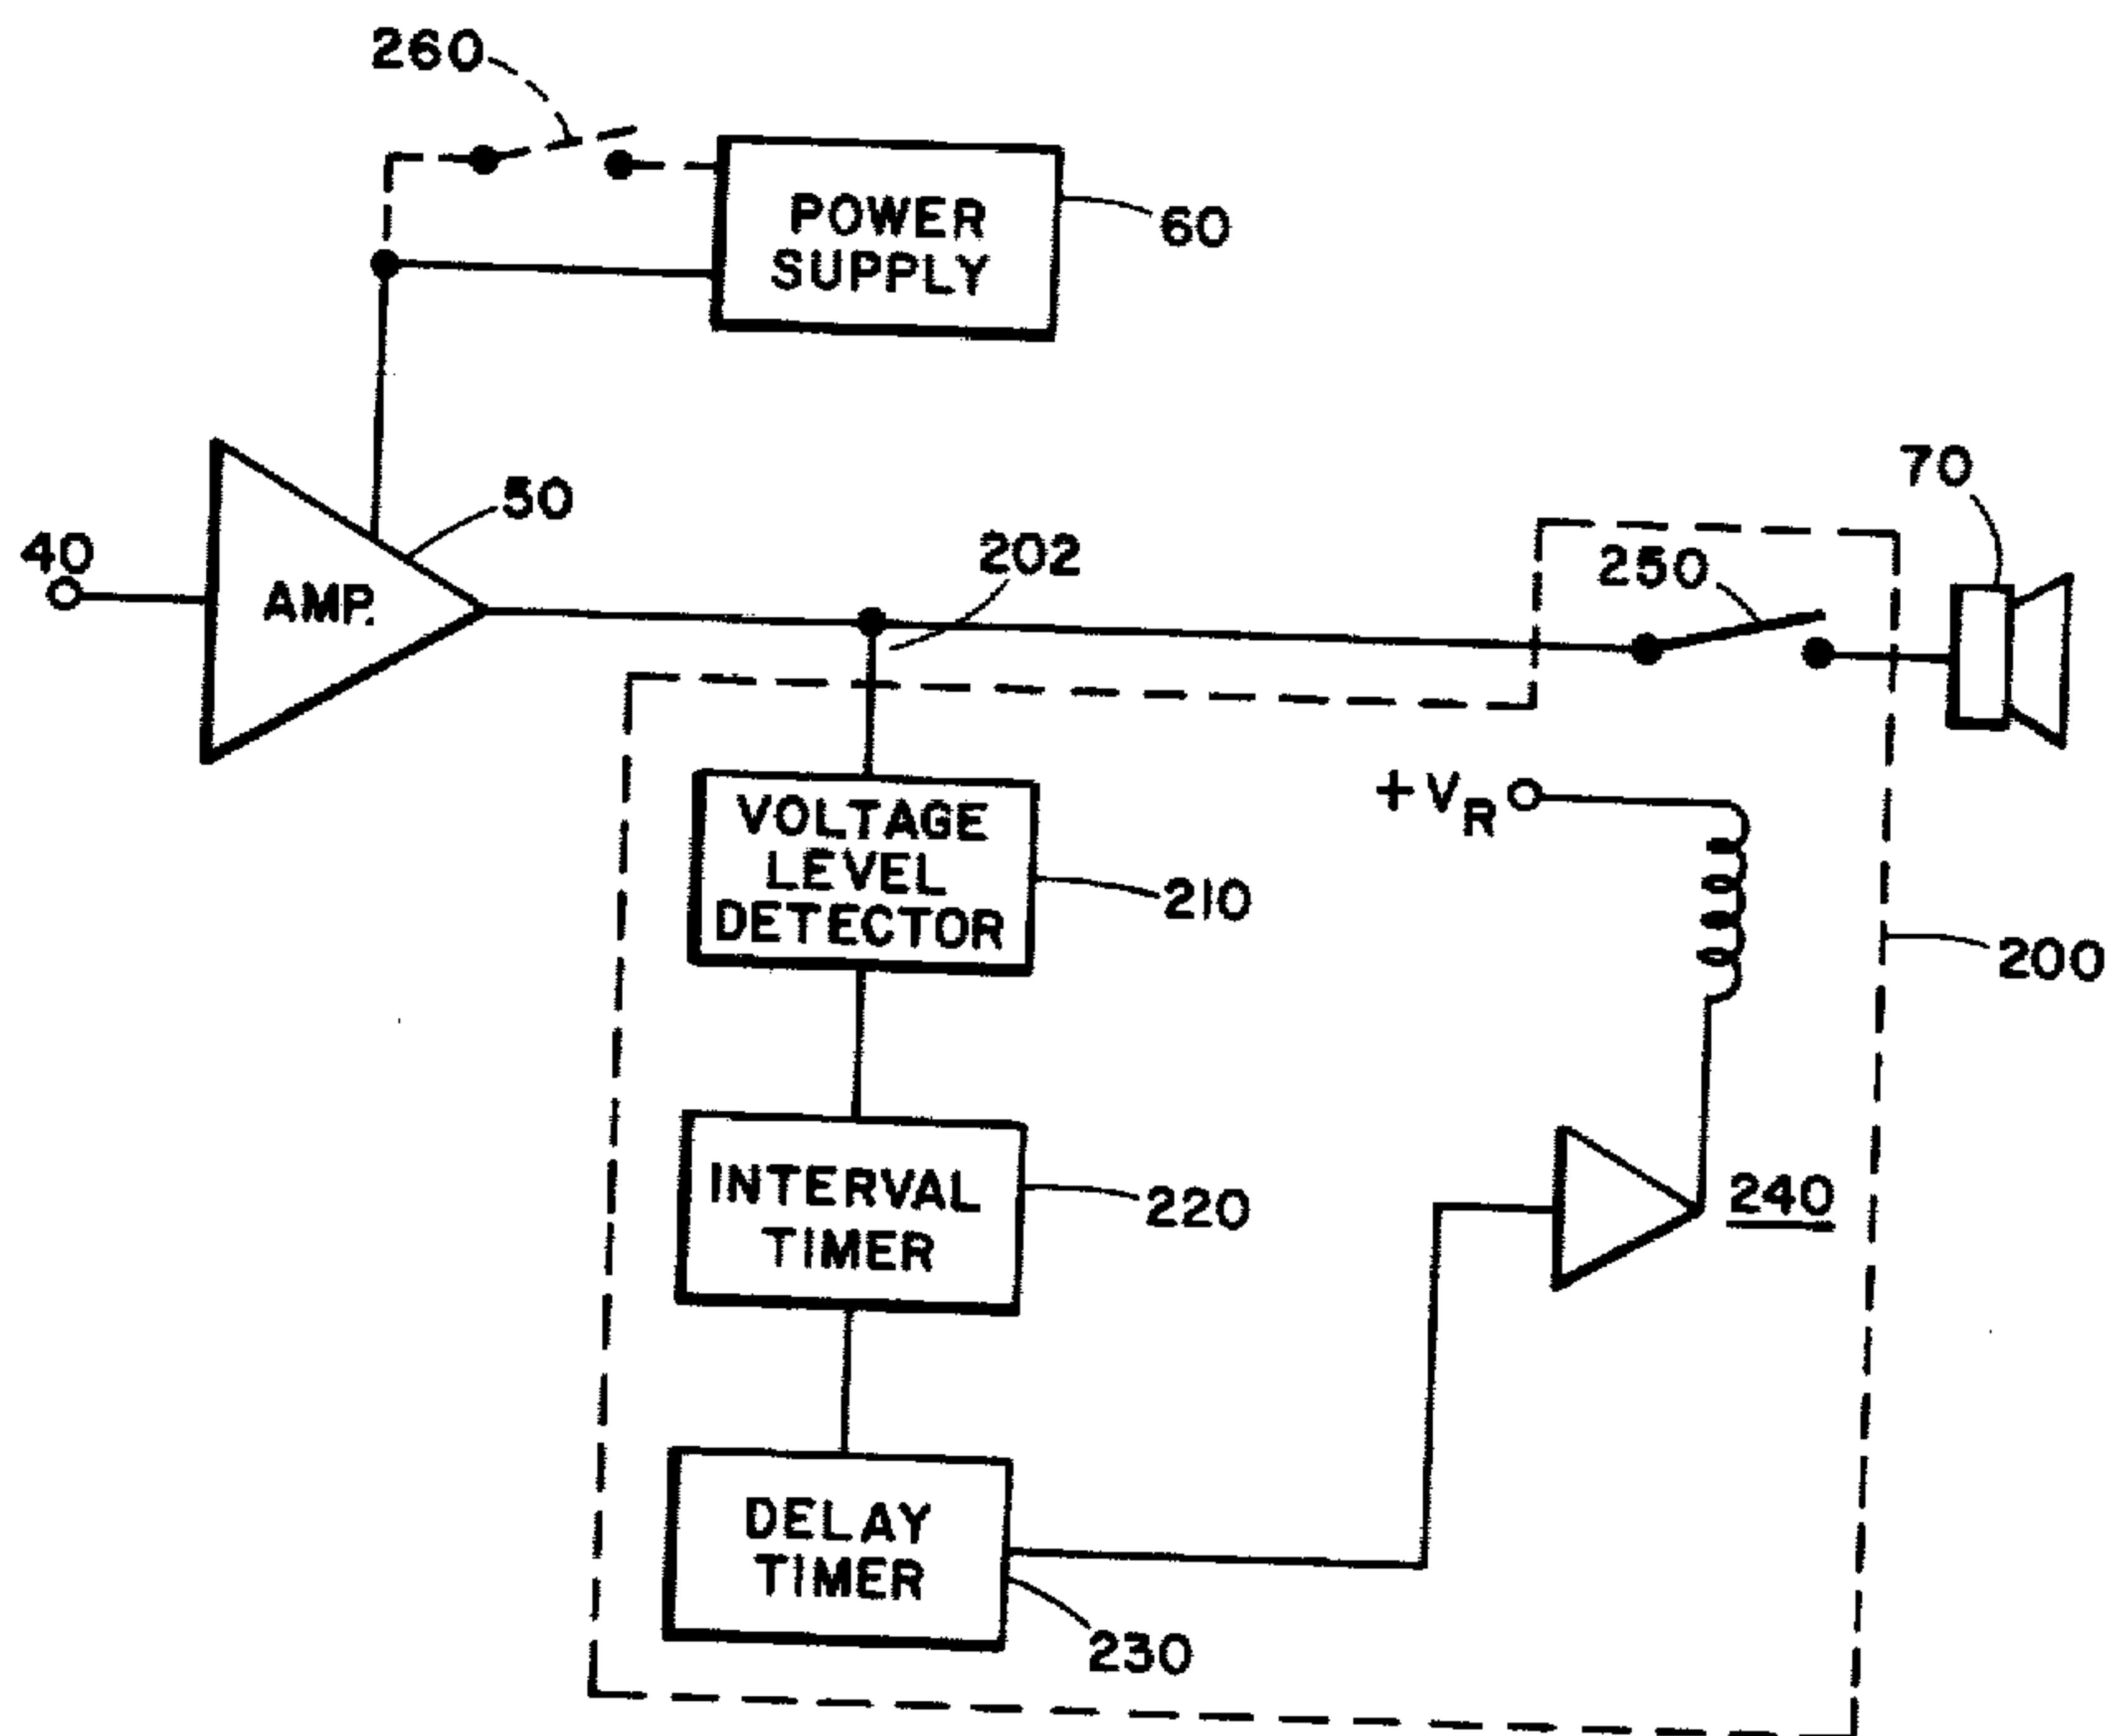 260
POWER
SUPPLY
60
40
AMP.
50
202
250
70
VOLTAGE
LEVEL
DETECTOR
210
+VR
200
INTERVAL
TIMER
220
240
DELAY
TIMER
230